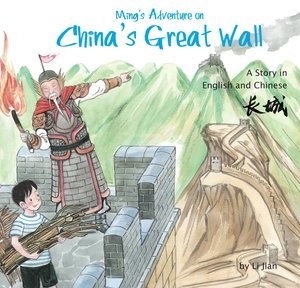 Ming's Adventure on
China's Great Wall
A Story in
English and Chinese
长城
by Li Jian